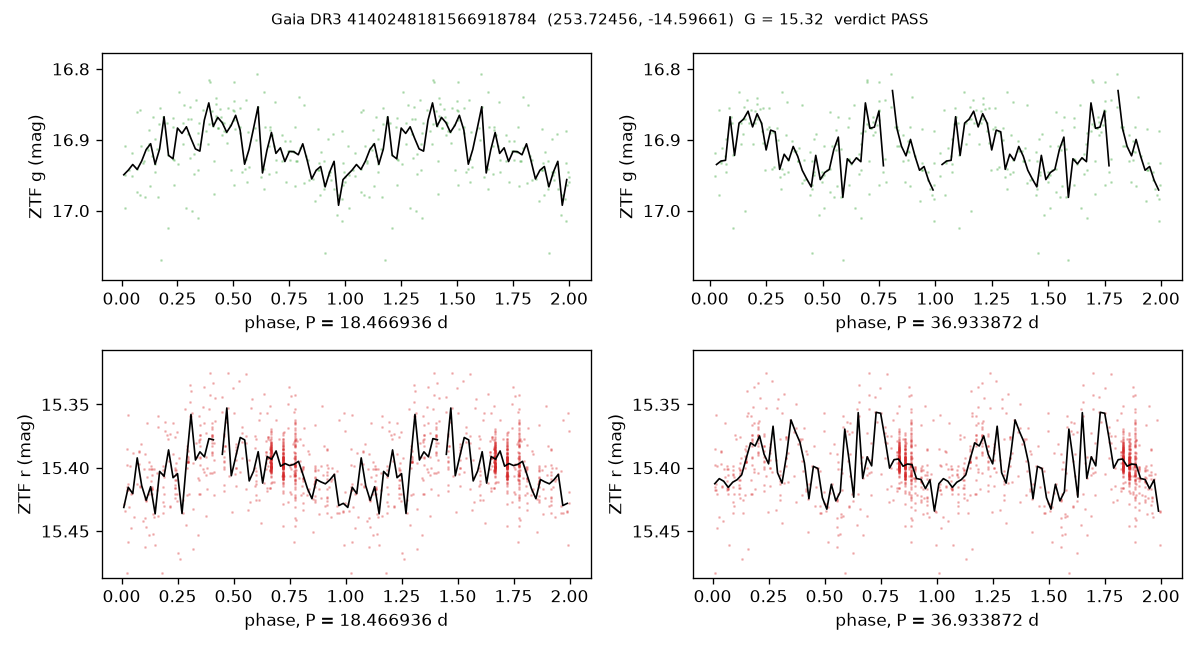 Gaia DR3 4140248181566918784  (253.72456, -14.59661)  G = 15.32  verdict PASS
16.8
16.9
17.0
ZTF g (mag)
0.00 0.25 0.50 0.75 1.00 1.25 1.50 1.75 2.00
phase, P = 18.466936 d
16.8
16.9
17.0
ZTF g (mag)
0.00 0.25 0.50 0.75 1.00 1.25 1.50 1.75 2.00
phase, P = 36.933872 d
15.35
15.40
15.45
ZTF r (mag)
0.00 0.25 0.50 0.75 1.00 1.25 1.50 1.75 2.00
phase, P = 18.466936 d
15.35
15.40
15.45
ZTF r (mag)
0.00 0.25 0.50 0.75 1.00 1.25 1.50 1.75 2.00
phase, P = 36.933872 d